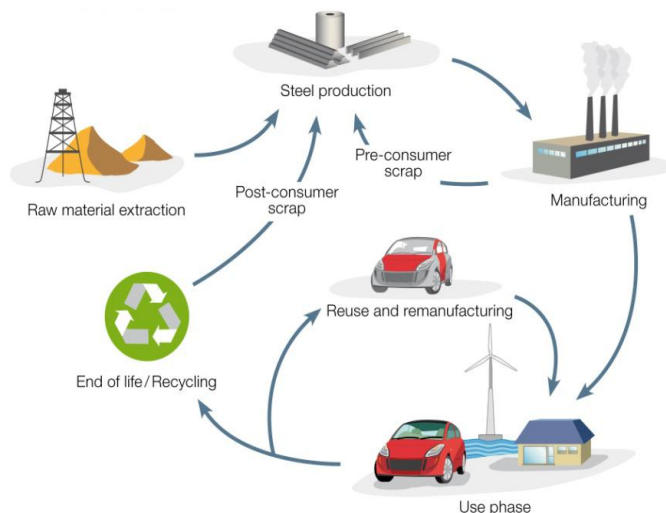 Steel production
Pre-consumer
scrap
Raw material extraction
Post-consumer
scrap
Manufacturing
Reuse and remanufacturing
End of life/Recycling
Use phase